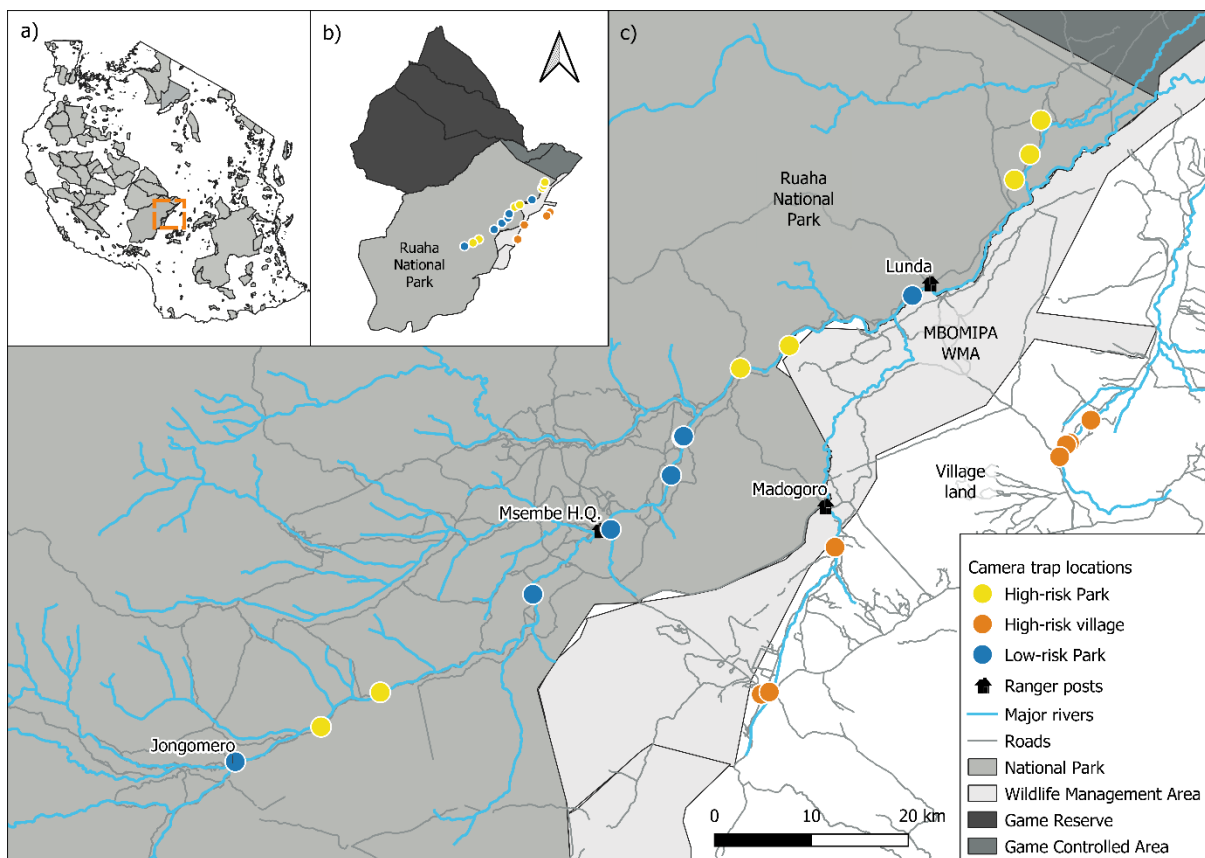 a)
b)
Ruaha
National
Park
c)
Ruaha
National
Park
Lunda
MBOMIPA
WMA
Village
land
Madogoro
Msembe H.Q.
Jongomero
0 10 20 km
Camera trap locations
High-risk Park
High-risk village
Low-risk Park
Ranger posts
Major rivers
Roads
National Park
Wildlife Management Area
Game Reserve
Game Controlled Area